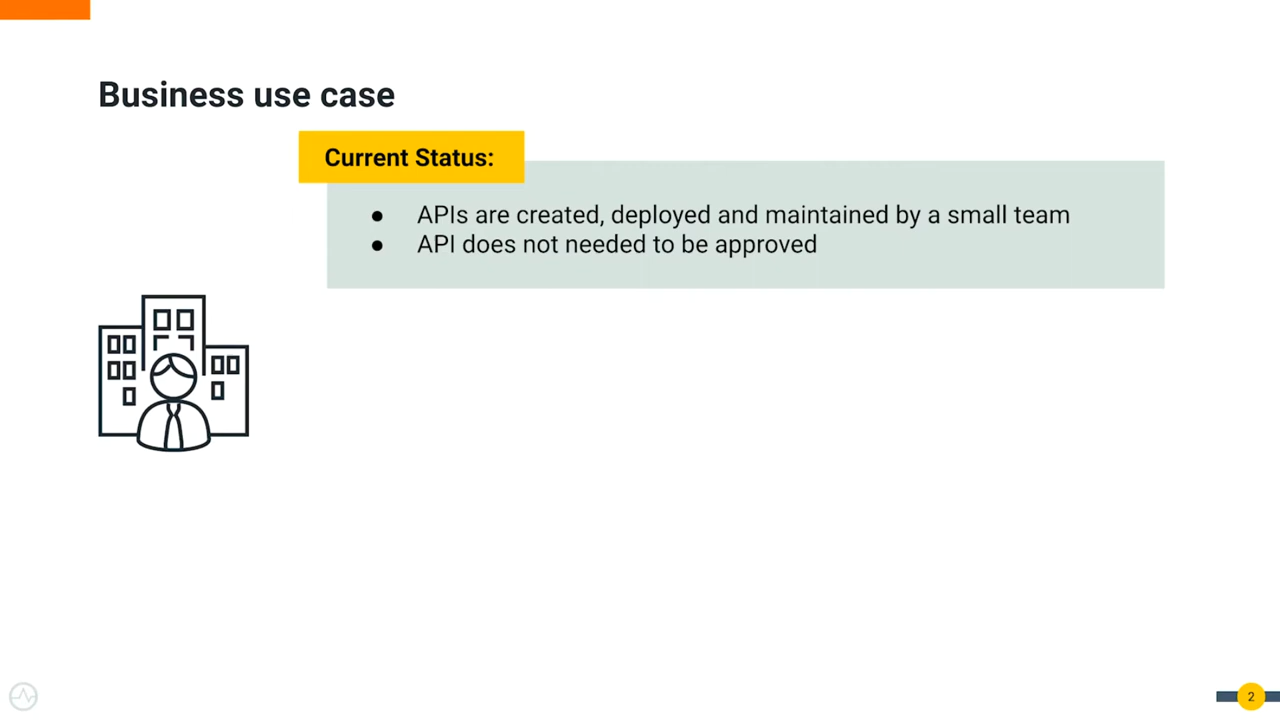 Business use case
Current Status:
● APIs are created, deployed and maintained by a small team
● API does not needed to be approved
2